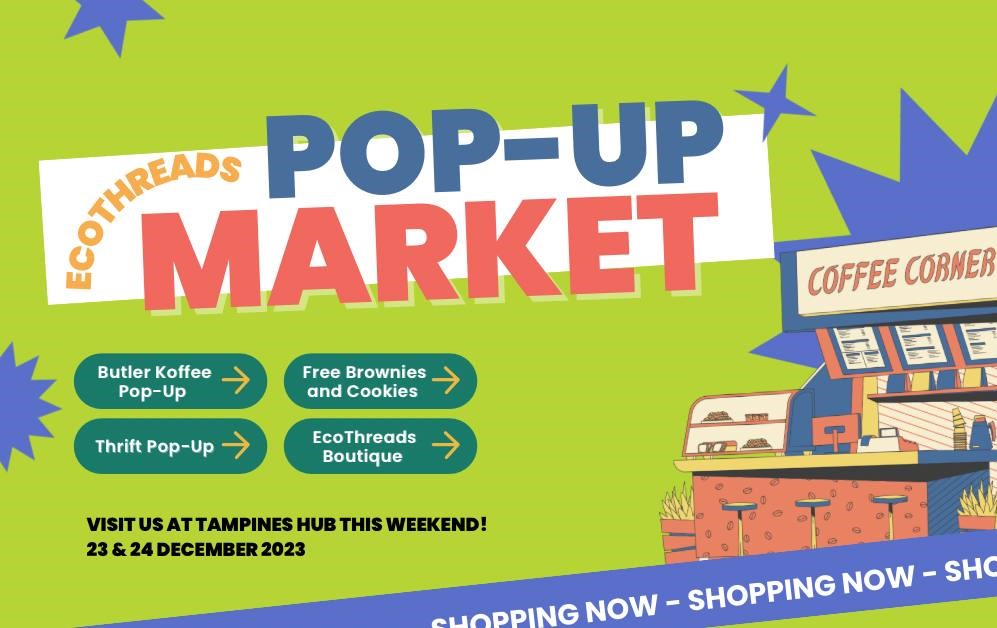 ECOTHREADS
POP-UP
MARKET
COFFEE CORNER
Butler Koffee
Pop-Up
Free Brownies
and Cookies
Thrift Pop-Up
EcoThreads
Boutique
VISIT US AT TAMPINES HUB THIS WEEKEND!
23 & 24 DECEMBER 2023
SHOPPING NOW - SHOPPING NOW - SHO